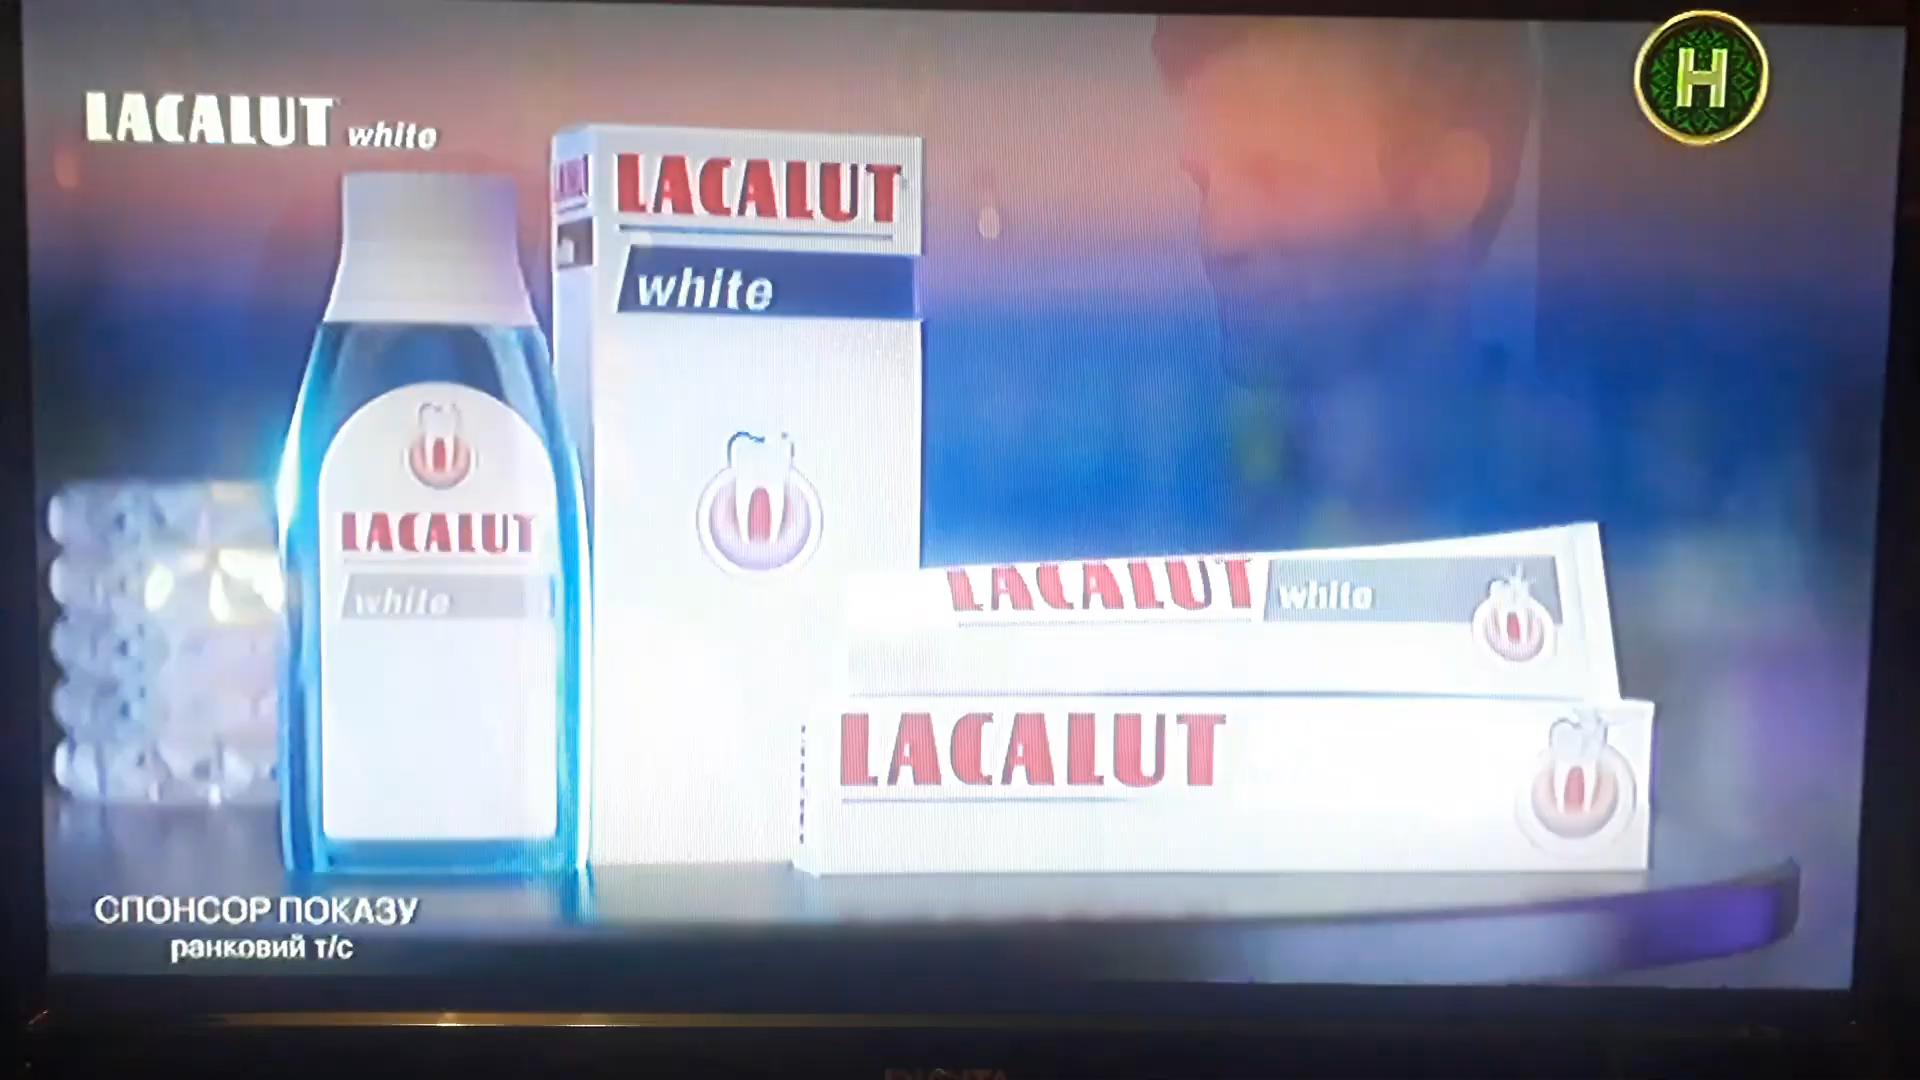 LACALUT white
H
LACALUT
white
LACALUT
white
LACALUT white
LACALUT
СПОНСОР ПОКАЗУ
ранковий т/с